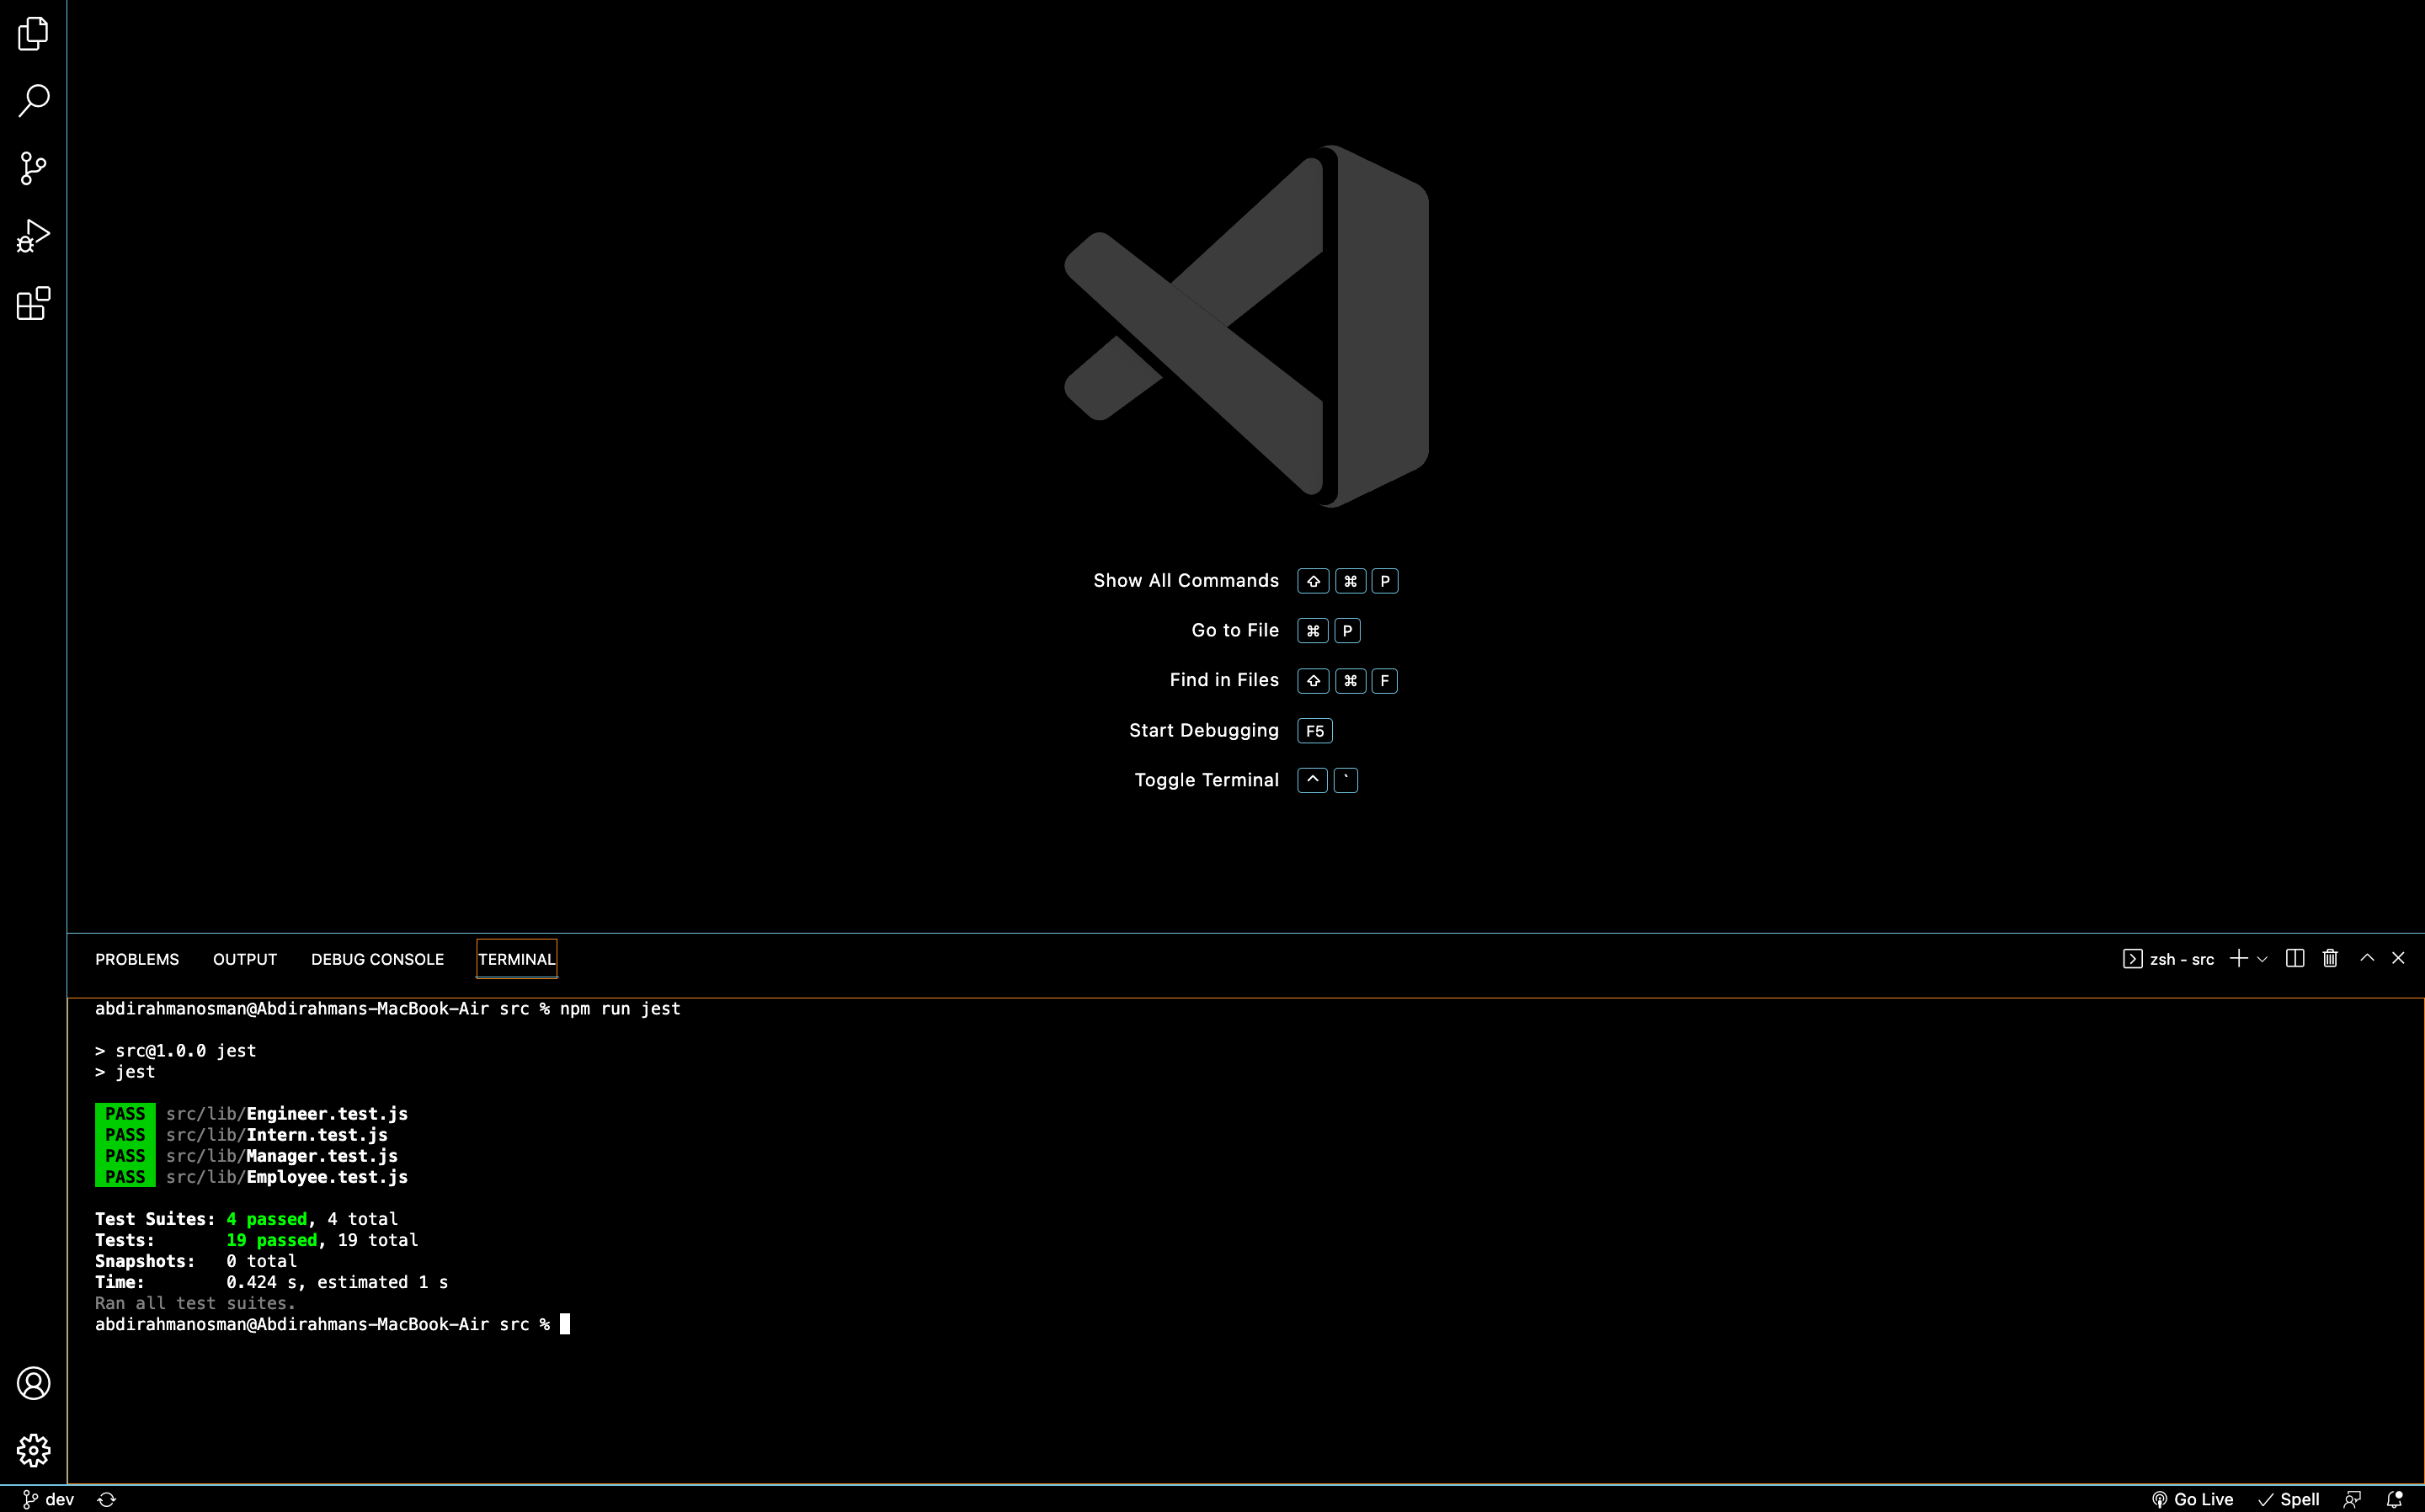 Show All Commands ⇧ ⌘ P
Go to File ⌘ P
Find in Files ⇧ ⌘ F
Start Debugging F5
Toggle Terminal ^ `
PROBLEMS OUTPUT DEBUG CONSOLE TERMINAL zsh - src
abdirahmanosman@Abdirahmans-MacBook-Air src % npm run jest
> src@1.0.0 jest
> jest
PASS src/lib/Engineer.test.js
PASS src/lib/Intern.test.js
PASS src/lib/Manager.test.js
PASS src/lib/Employee.test.js
Test Suites: 4 passed, 4 total
Tests: 19 passed, 19 total
Snapshots: 0 total
Time: 0.424 s, estimated 1 s
Ran all test suites.
abdirahmanosman@Abdirahmans-MacBook-Air src %
dev Go Live Spell